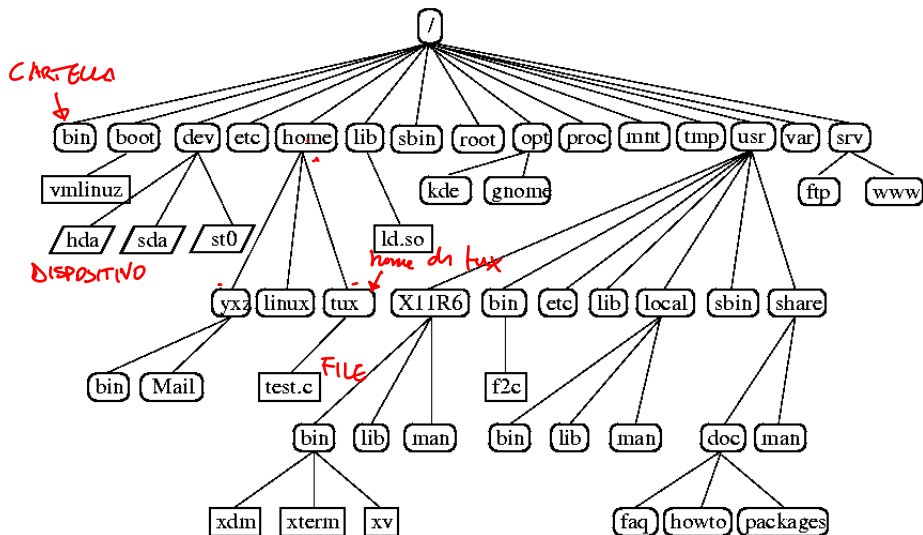 /
CARTELLA
bin boot dev etc home lib sbin root opt proc mnt tmp usr var srv
vmlinuz kde gnome ftp www
hda sda st0 ld.so
DISPOSITIVO home di tux
yxz linux tux X11R6 bin etc lib local sbin share
FILE
bin Mail test.c f2c
bin lib man bin lib man doc man
xdm xterm xv faq howto packages